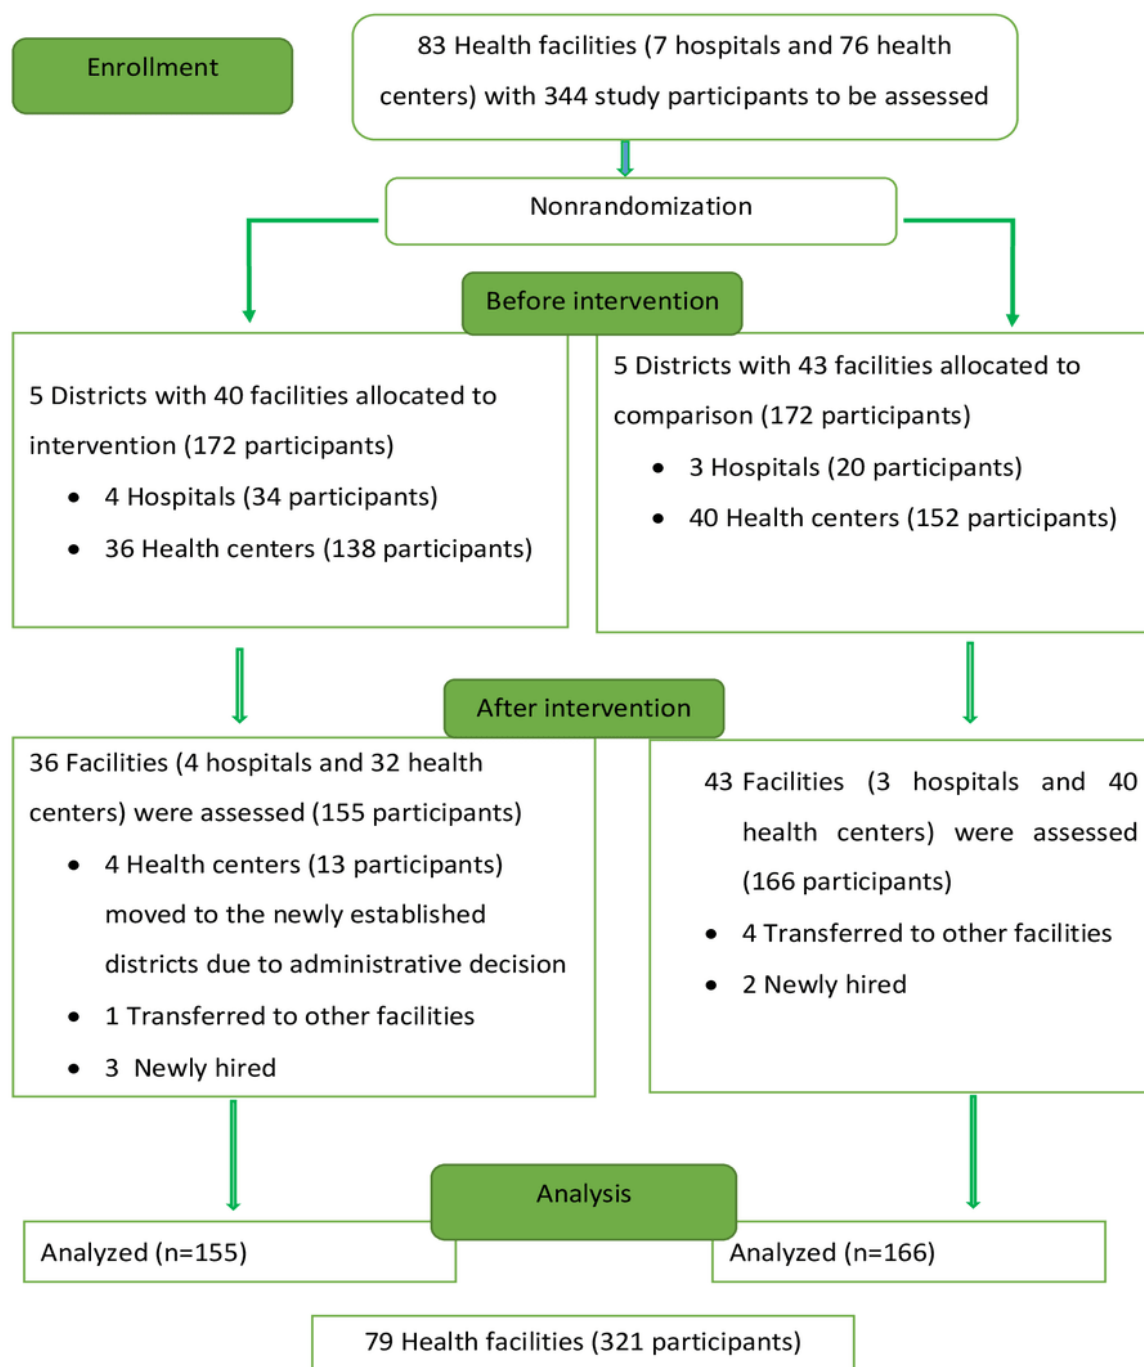 Enrollment
83 Health facilities (7 hospitals and 76 health
centers) with 344 study participants to be assessed
Nonrandomization
Before intervention
5 Districts with 40 facilities allocated to
intervention (172 participants)
• 4 Hospitals (34 participants)
• 36 Health centers (138 participants)
5 Districts with 43 facilities allocated to
comparison (172 participants)
• 3 Hospitals (20 participants)
• 40 Health centers (152 participants)
After intervention
36 Facilities (4 hospitals and 32 health
centers) were assessed (155 participants)
• 4 Health centers (13 participants)
moved to the newly established
districts due to administrative decision
• 1 Transferred to other facilities
• 3 Newly hired
43 Facilities (3 hospitals and 40
health centers) were assessed
(166 participants)
• 4 Transferred to other facilities
• 2 Newly hired
Analysis
Analyzed (n=155)
Analyzed (n=166)
79 Health facilities (321 participants)